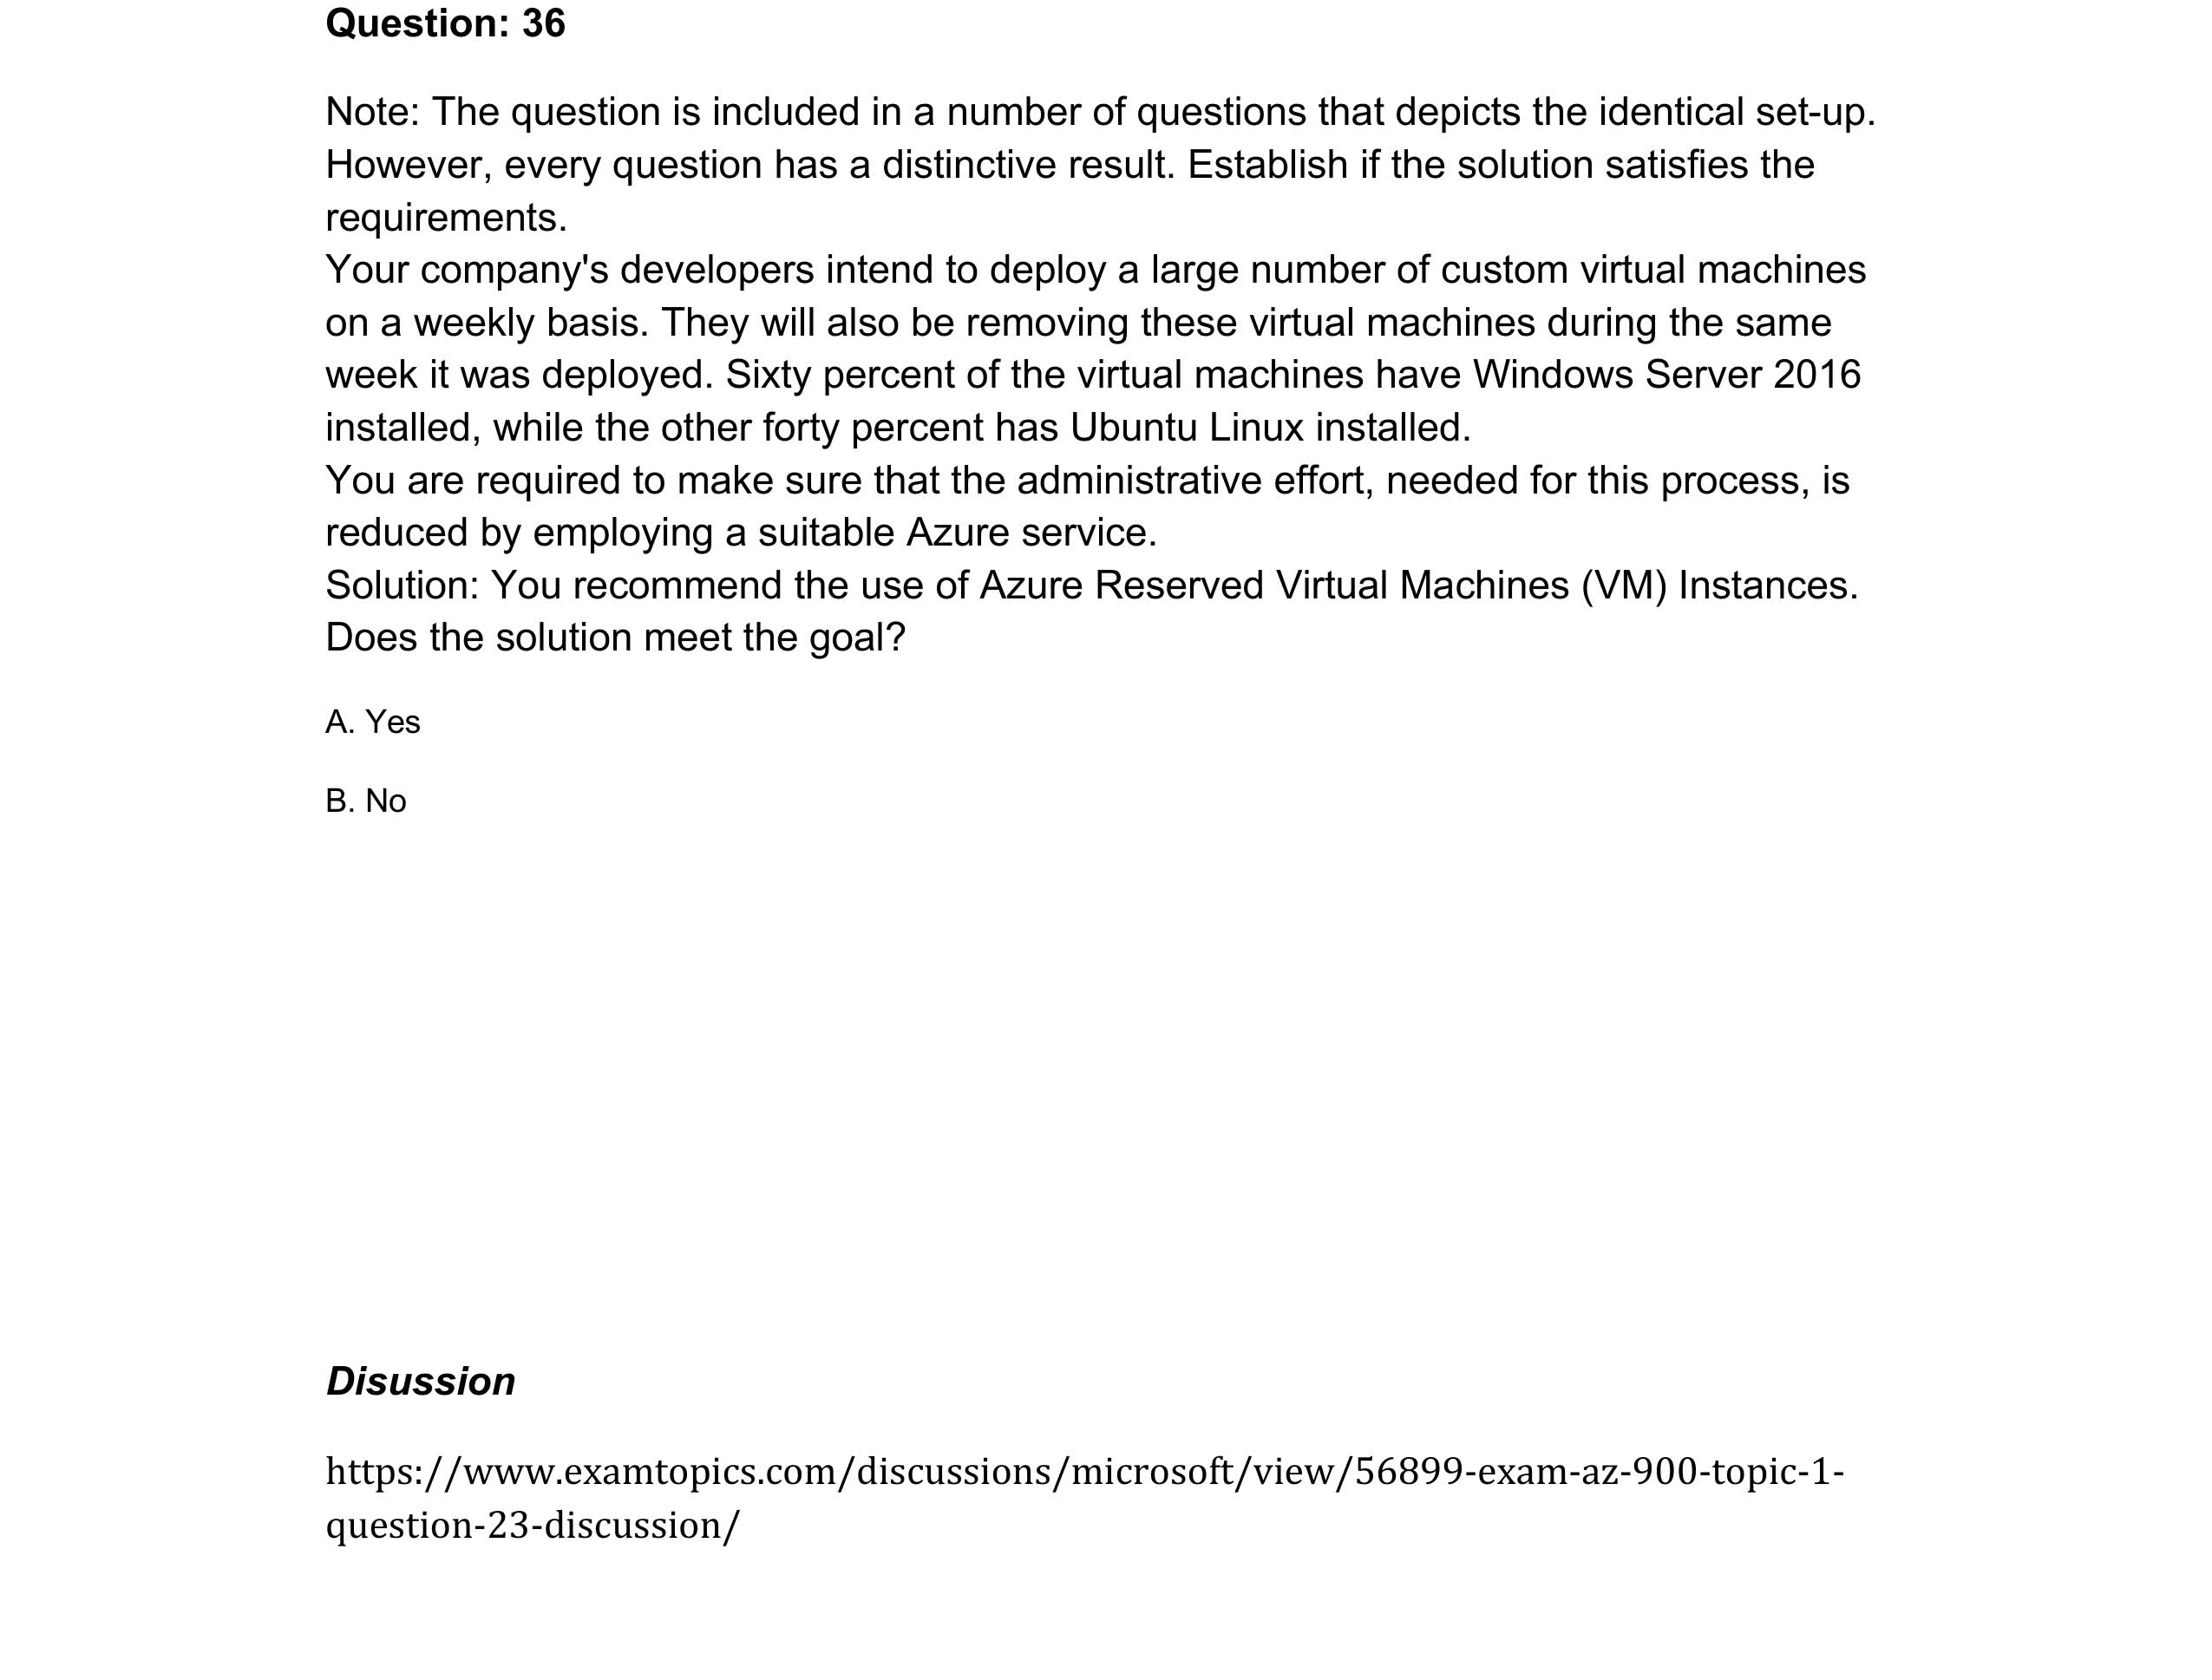 Question: 36
Note: The question is included in a number of questions that depicts the identical set-up.
However, every question has a distinctive result. Establish if the solution satisfies the
requirements.
Your company's developers intend to deploy a large number of custom virtual machines
on a weekly basis. They will also be removing these virtual machines during the same
week it was deployed. Sixty percent of the virtual machines have Windows Server 2016
installed, while the other forty percent has Ubuntu Linux installed.
You are required to make sure that the administrative effort, needed for this process, is
reduced by employing a suitable Azure service.
Solution: You recommend the use of Azure Reserved Virtual Machines (VM) Instances.
Does the solution meet the goal?
A. Yes
B. No
Disussion
https://www.examtopics.com/discussions/microsoft/view/56899-exam-az-900-topic-1-
question-23-discussion/